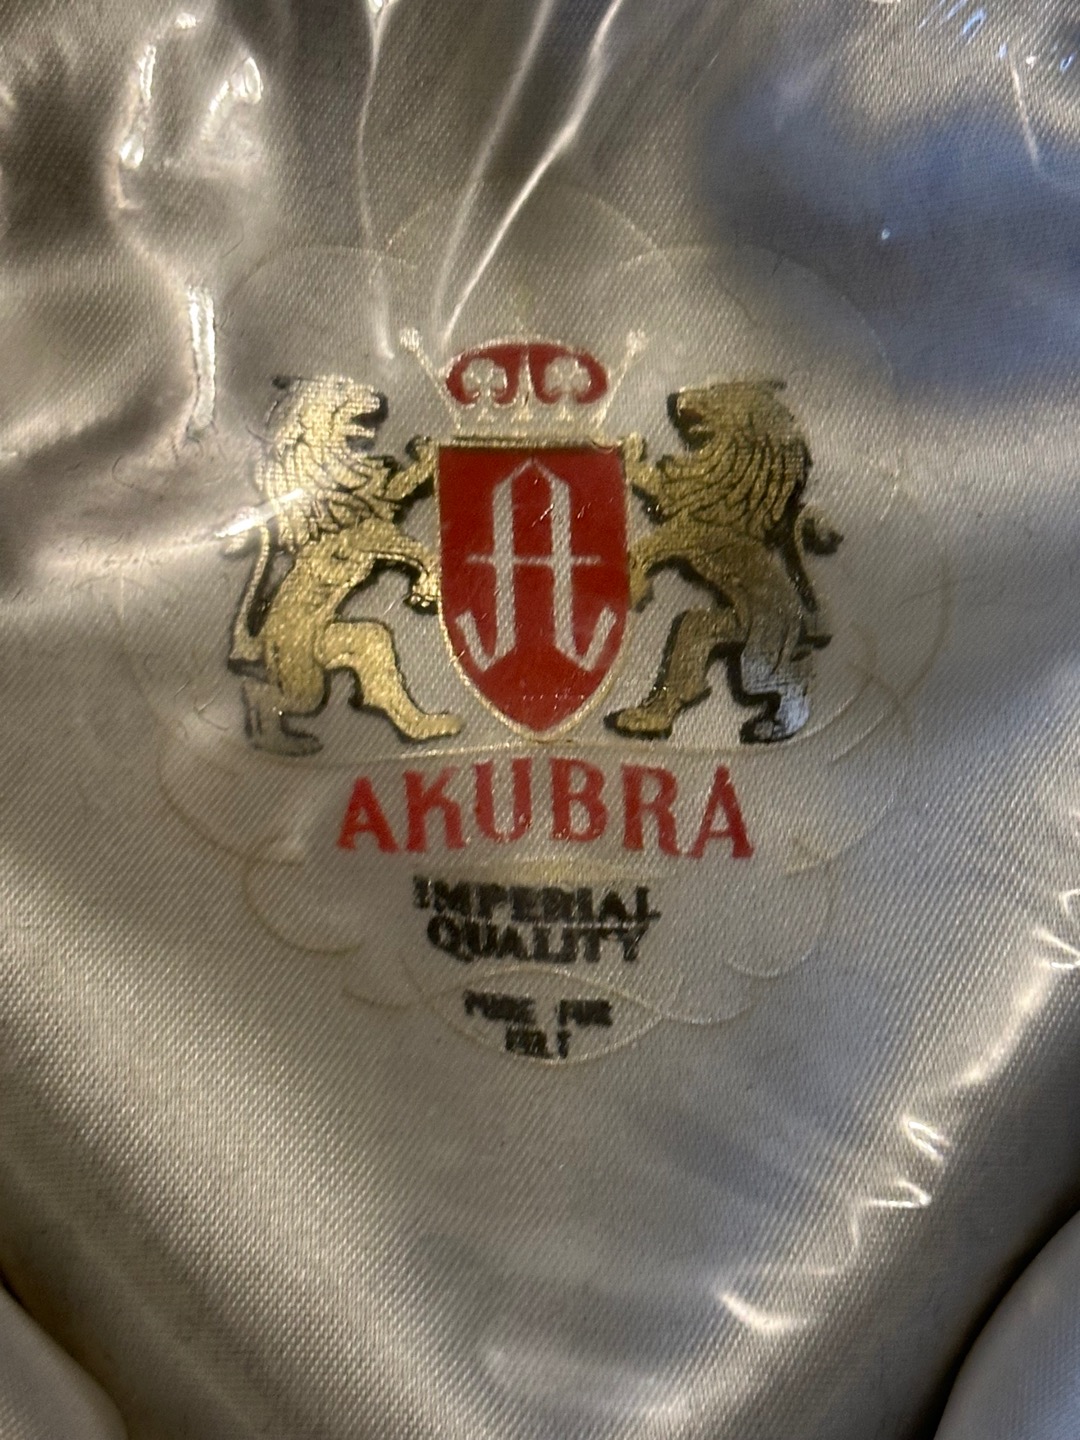 A
AKUBRA
IMPERIAL
QUALITY
PURE FUR
FELT